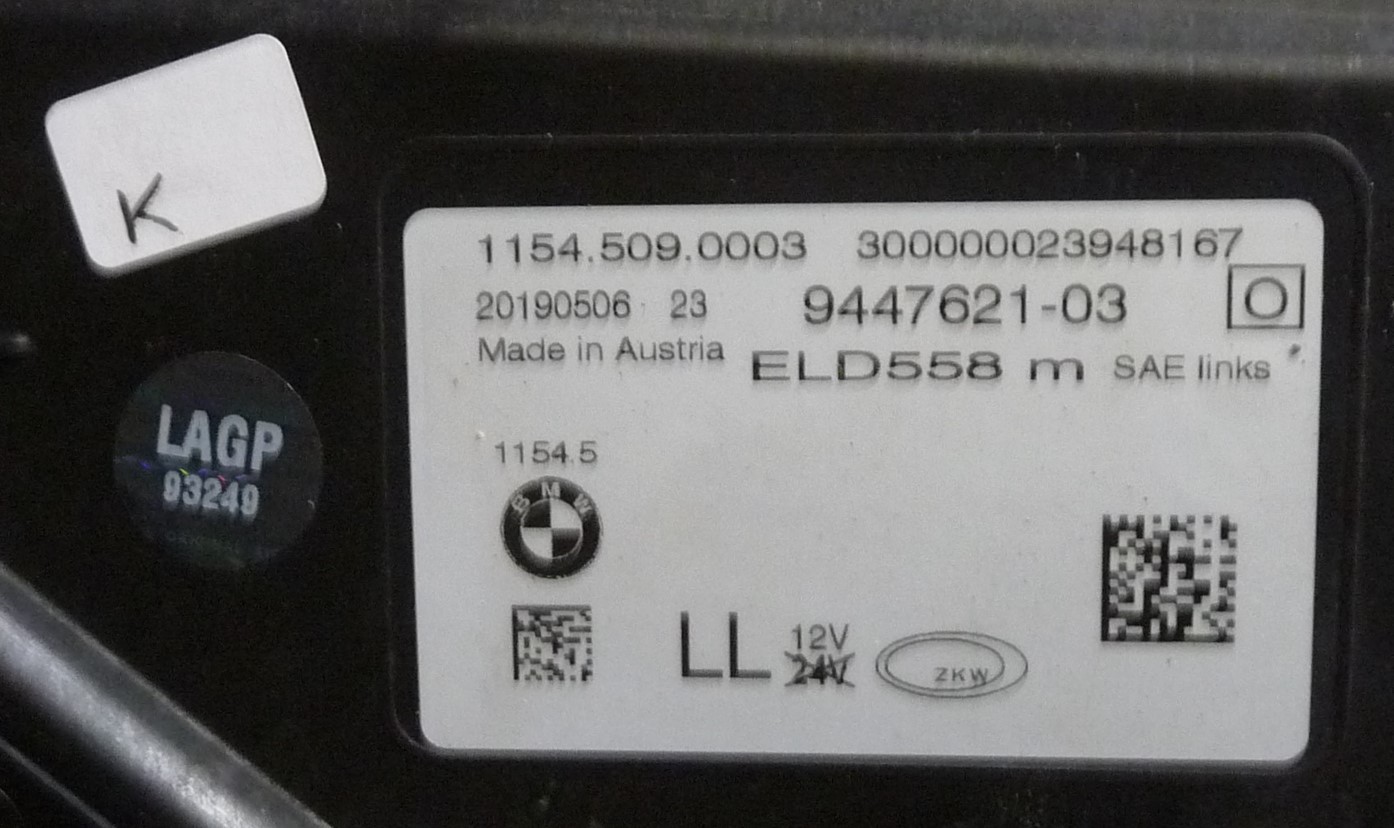 K
LAGP
93249
1154.509.0003 300000023948167
20190506 23 9447621-03 O
Made in Austria ELD558 m SAE links
1154.5
BMW
LL 12V
24V
ZKW